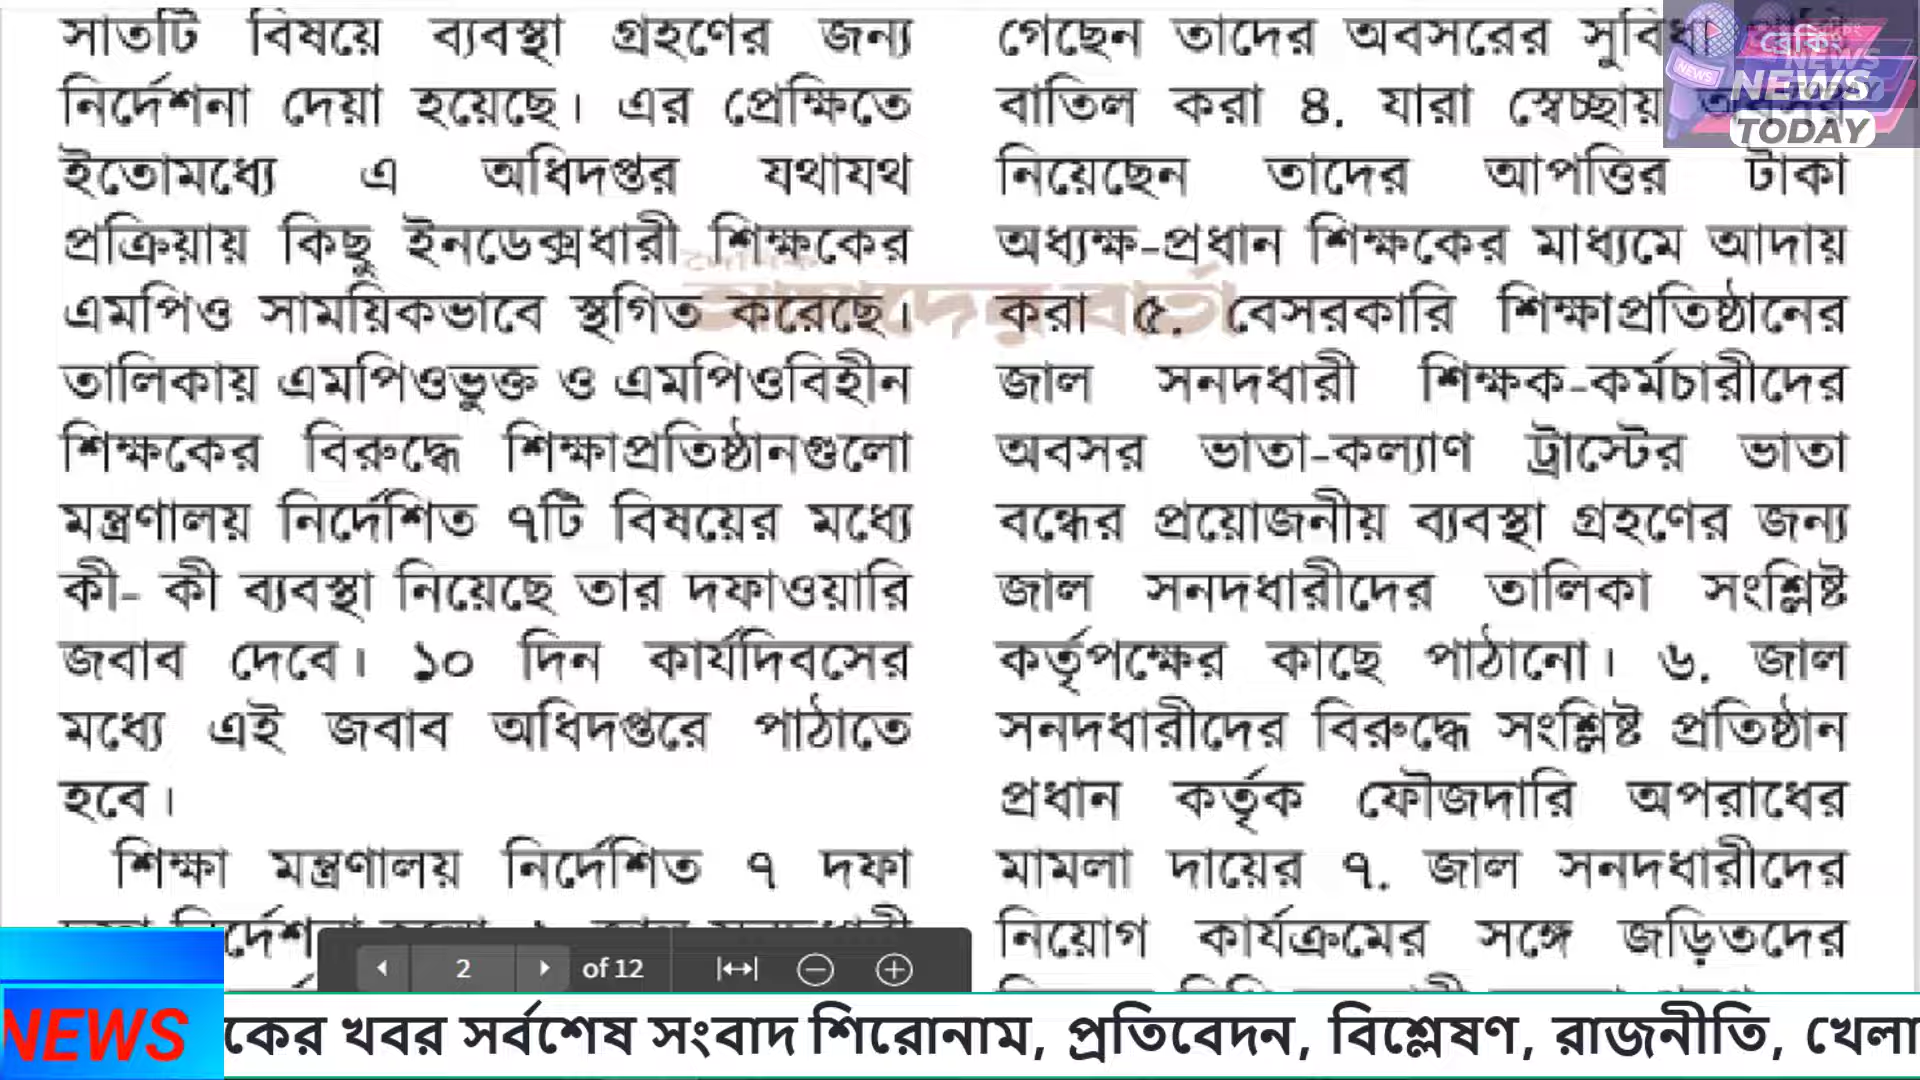 সাতটি বিষয়ে ব্যবস্থা গ্রহণের জন্য
নির্দেশনা দেয়া হয়েছে। এর প্রেক্ষিতে
ইতোমধ্যে এ অধিদপ্তর যথাযথ
প্রক্রিয়ায় কিছু ইনডেক্সধারী শিক্ষকের
এমপিও সাময়িকভাবে স্থগিত করেছে।
তালিকায় এমপিওভুক্ত ও এমপিওবিহীন
শিক্ষকের বিরুদ্ধে শিক্ষাপ্রতিষ্ঠানগুলো
মন্ত্রণালয় নির্দেশিত ৭টি বিষয়ের মধ্যে
কী- কী ব্যবস্থা নিয়েছে তার দফাওয়ারি
জবাব দেবে। ১০ দিন কার্যদিবসের
মধ্যে এই জবাব অধিদপ্তরে পাঠাতে
হবে।
শিক্ষা মন্ত্রণালয় নির্দেশিত ৭ দফা
গেছেন তাদের অবসরের সুবিধা
বাতিল করা ৪. যারা স্বেচ্ছায়
নিয়েছেন তাদের আপত্তির টাকা
অধ্যক্ষ-প্রধান শিক্ষকের মাধ্যমে আদায়
করা ৫. বেসরকারি শিক্ষাপ্রতিষ্ঠানের
জাল সনদধারী শিক্ষক-কর্মচারীদের
অবসর ভাতা-কল্যাণ ট্রাস্টের ভাতা
বন্ধের প্রয়োজনীয় ব্যবস্থা গ্রহণের জন্য
জাল সনদধারীদের তালিকা সংশ্লিষ্ট
কর্তৃপক্ষের কাছে পাঠানো। ৬. জাল
সনদধারীদের বিরুদ্ধে সংশ্লিষ্ট প্রতিষ্ঠান
প্রধান কর্তৃক ফৌজদারি অপরাধের
মামলা দায়ের ৭. জাল সনদধারীদের
নিয়োগ কার্যক্রমের সঙ্গে জড়িতদের
ব্রেকিং
NEWS
NEWS
TODAY
দৈনিক
আমাদের বার্তা
2 of 12
NEWS
কের খবর সর্বশেষ সংবাদ শিরোনাম, প্রতিবেদন, বিশ্লেষণ, রাজনীতি, খেলা